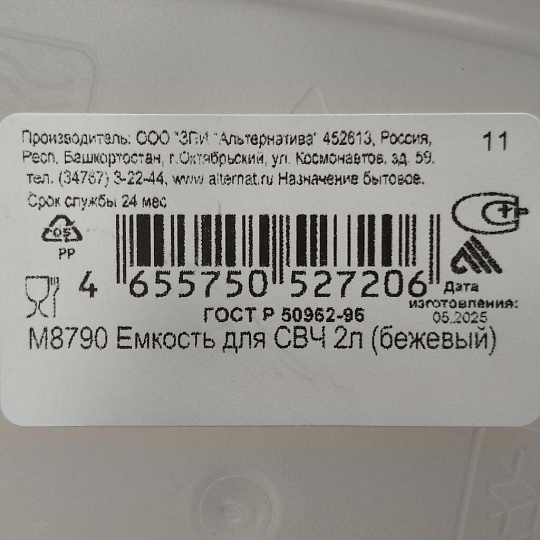 Производитель: ООО "ЗПИ "Альтернатива" 452613, Россия,
Респ. Башкортостан, г.Октябрьский, ул. Космонавтов, зд. 59,
тел. (34767) 3-22-44, www.alternat.ru Назначение бытовое.
Срок службы 24 мес
11
05
PP
4 655750 527206
Дата
изготовления:
05.2025
ГОСТ Р 50962-96
М8790 Емкость для СВЧ 2л (бежевый)